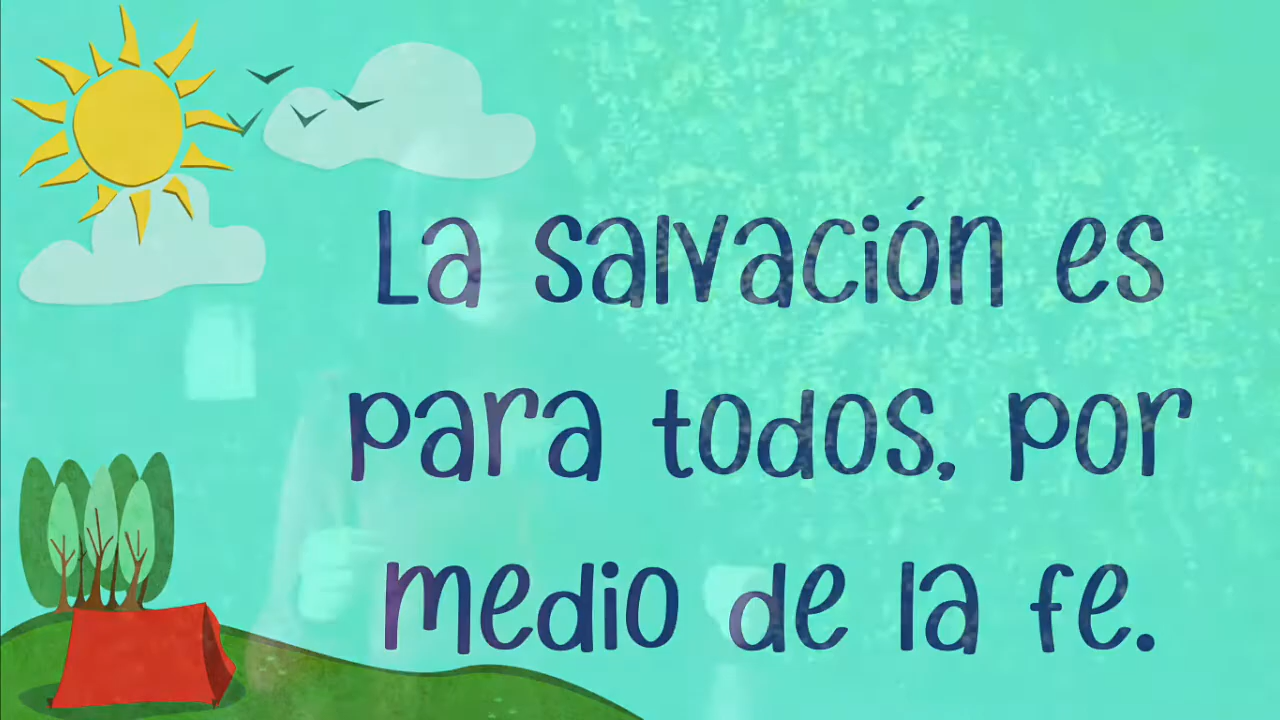 La salvación es
para todos, por
medio de la fe.